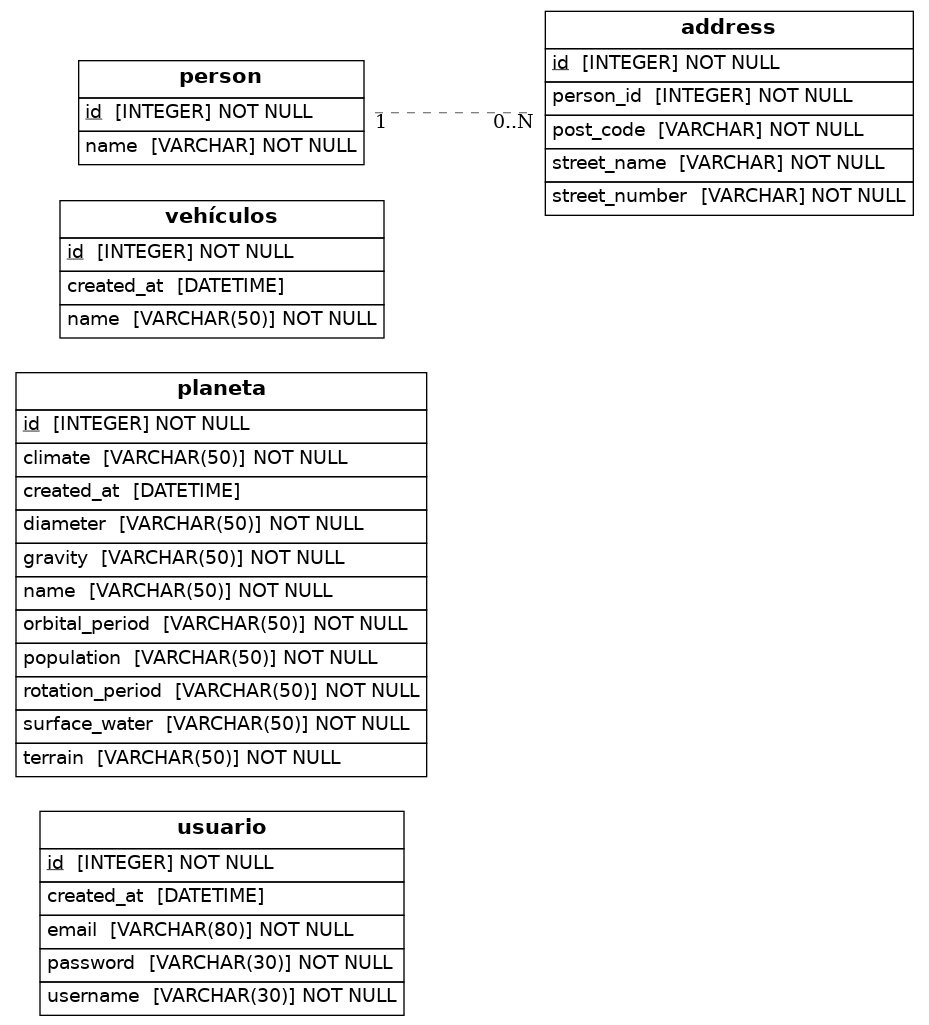 person
id [INTEGER] NOT NULL
name [VARCHAR] NOT NULL
1
0..N
address
id [INTEGER] NOT NULL
person_id [INTEGER] NOT NULL
post_code [VARCHAR] NOT NULL
street_name [VARCHAR] NOT NULL
street_number [VARCHAR] NOT NULL
vehículos
id [INTEGER] NOT NULL
created_at [DATETIME]
name [VARCHAR(50)] NOT NULL
planeta
id [INTEGER] NOT NULL
climate [VARCHAR(50)] NOT NULL
created_at [DATETIME]
diameter [VARCHAR(50)] NOT NULL
gravity [VARCHAR(50)] NOT NULL
name [VARCHAR(50)] NOT NULL
orbital_period [VARCHAR(50)] NOT NULL
population [VARCHAR(50)] NOT NULL
rotation_period [VARCHAR(50)] NOT NULL
surface_water [VARCHAR(50)] NOT NULL
terrain [VARCHAR(50)] NOT NULL
usuario
id [INTEGER] NOT NULL
created_at [DATETIME]
email [VARCHAR(80)] NOT NULL
password [VARCHAR(30)] NOT NULL
username [VARCHAR(30)] NOT NULL